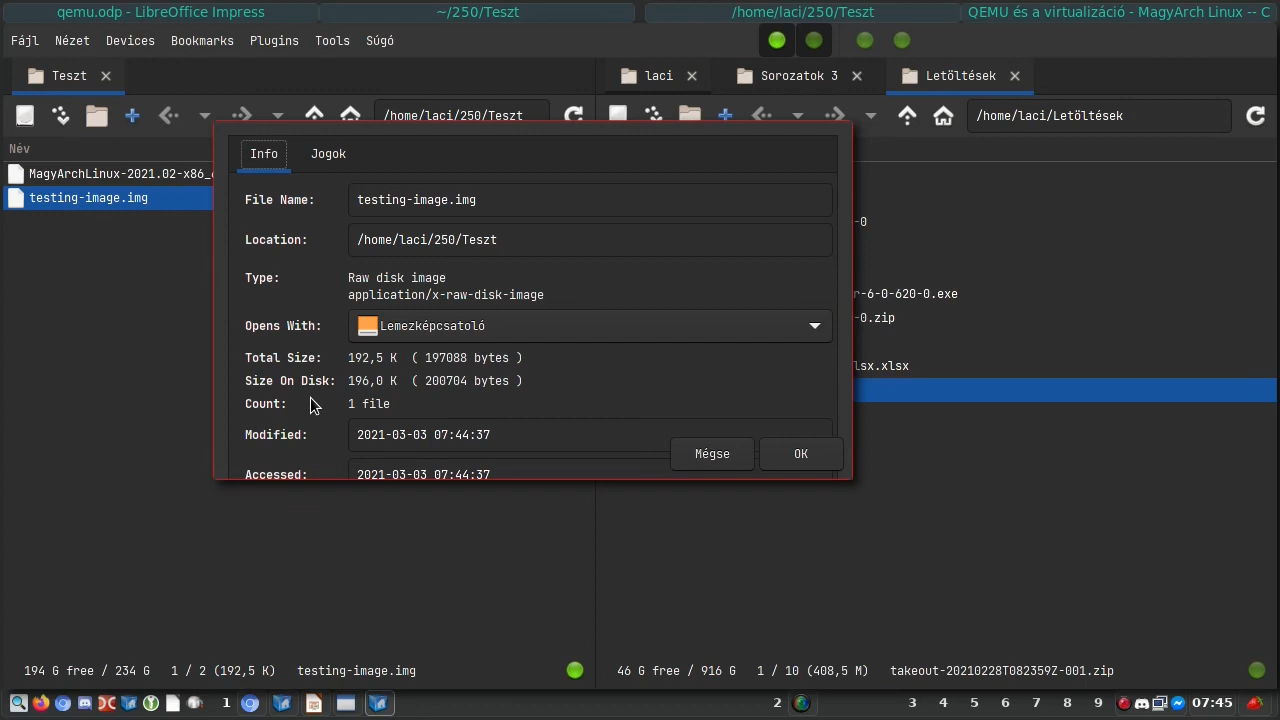 qemu.odp - LibreOffice Impress
~/250/Teszt
/home/laci/250/Teszt
QEMU és a virtualizáció - MagyArch Linux -- C
Fájl Nézet Devices Bookmarks Plugins Tools Súgó
Teszt
laci
Sorozatok 3
Letöltések
/home/laci/250/Teszt
/home/laci/Letöltések
Név
MagyArchLinux-2021.02-x86_6
testing-image.img
Info Jogok
File Name: testing-image.img
Location: /home/laci/250/Teszt
Type: Raw disk image
application/x-raw-disk-image
Opens With: Lemezképcsatoló
Total Size: 192,5 K ( 197088 bytes )
Size On Disk: 196,0 K ( 200704 bytes )
Count: 1 file
Modified: 2021-03-03 07:44:37
Accessed: 2021-03-03 07:44:37
Mégse
OK
-0
r-6-0-620-0.exe
-0.zip
lsx.xlsx
194 G free / 234 G 1 / 2 (192,5 K) testing-image.img
46 G free / 916 G 1 / 10 (408,5 M) takeout-20210228T082359Z-001.zip
1 2 3 4 5 6 7 8 9 07:45